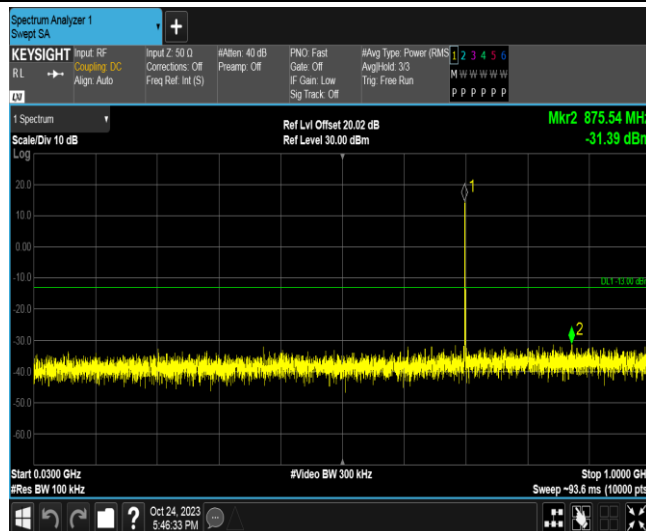 Spectrum Analyzer 1
Swept SA
KEYSIGHT
RL
Input: RF
Coupling: DC
Align: Auto
Input Z: 50 Ω
Corrections: Off
Freq Ref: Int (S)
#Atten: 40 dB
Preamp: Off
PNO: Fast
Gate: Off
IF Gain: Low
Sig Track: Off
#Avg Type: Power (RMS
Avg|Hold: 3/3
Trig: Free Run
1 2 3 4 5 6
M W W W W W
P P P P P P
1 Spectrum
Scale/Div 10 dB
Log
Ref Lvl Offset 20.02 dB
Ref Level 30.00 dBm
Mkr2 875.54 MHz
-31.39 dBm
1
20.0
10.0
0.00
-10.0
DL1 -13.00 dBm
-20.0
2
-30.0
-40.0
-50.0
-60.0
Start 0.0300 GHz
#Res BW 100 kHz
#Video BW 300 kHz
Stop 1.0000 GH
Sweep ~93.6 ms (10000 pts
? Oct 24, 2023
5:46:33 PM